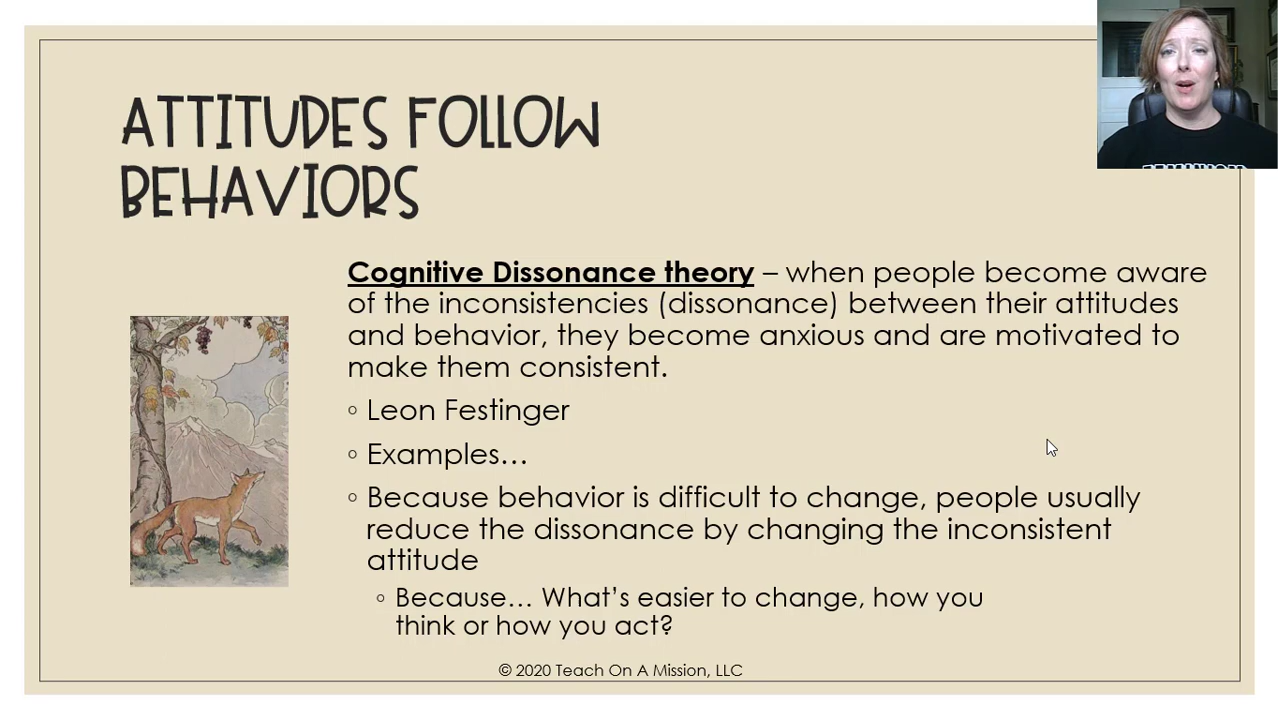 ATTITUDES FOLLOW
BEHAVIORS
Cognitive Dissonance theory – when people become aware
of the inconsistencies (dissonance) between their attitudes
and behavior, they become anxious and are motivated to
make them consistent.
◦ Leon Festinger
◦ Examples…
◦ Because behavior is difficult to change, people usually
reduce the dissonance by changing the inconsistent
attitude
◦ Because… What’s easier to change, how you
think or how you act?
© 2020 Teach On A Mission, LLC